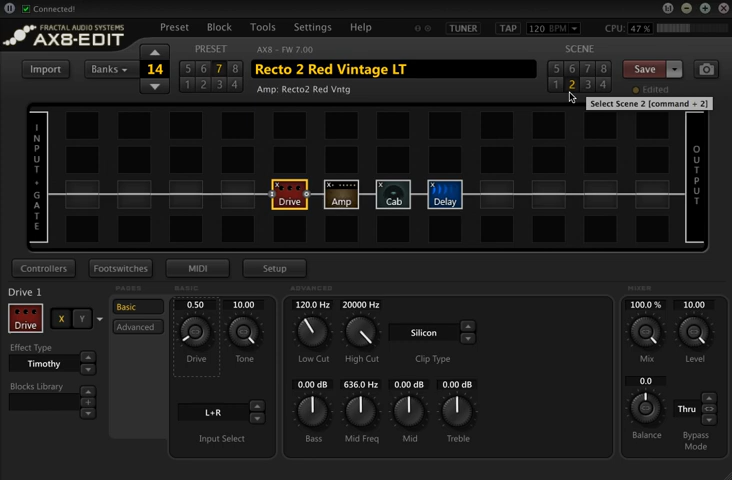 Connected!
FRACTAL AUDIO SYSTEMS
AX8-EDIT
Preset Block Tools Settings Help
TUNER TAP 120 BPM CPU: 47 %
PRESET
AX8 - FW 7.00
SCENE
Import Banks 14
5 6 7 8
1 2 3 4
Recto 2 Red Vintage LT
Amp: Recto2 Red Vntg
5 6 7 8
1 2 3 4
Save
Edited
Select Scene 2 [command + 2]
INPUT + GATE
X Drive
X Amp
X Cab
X Delay
OUTPUT
Controllers Footswitches MIDI Setup
Drive 1
Drive
X Y
Effect Type
Timothy
Blocks Library
PAGES
Basic
Advanced
BASIC
0.50 10.00
Drive Tone
L+R
Input Select
ADVANCED
120.0 Hz 20000 Hz
Silicon
Low Cut High Cut Clip Type
0.00 dB 636.0 Hz 0.00 dB 0.00 dB
Bass Mid Freq Mid Treble
MIXER
100.0 % 10.00
Mix Level
0.0
Thru
Balance Bypass
Mode